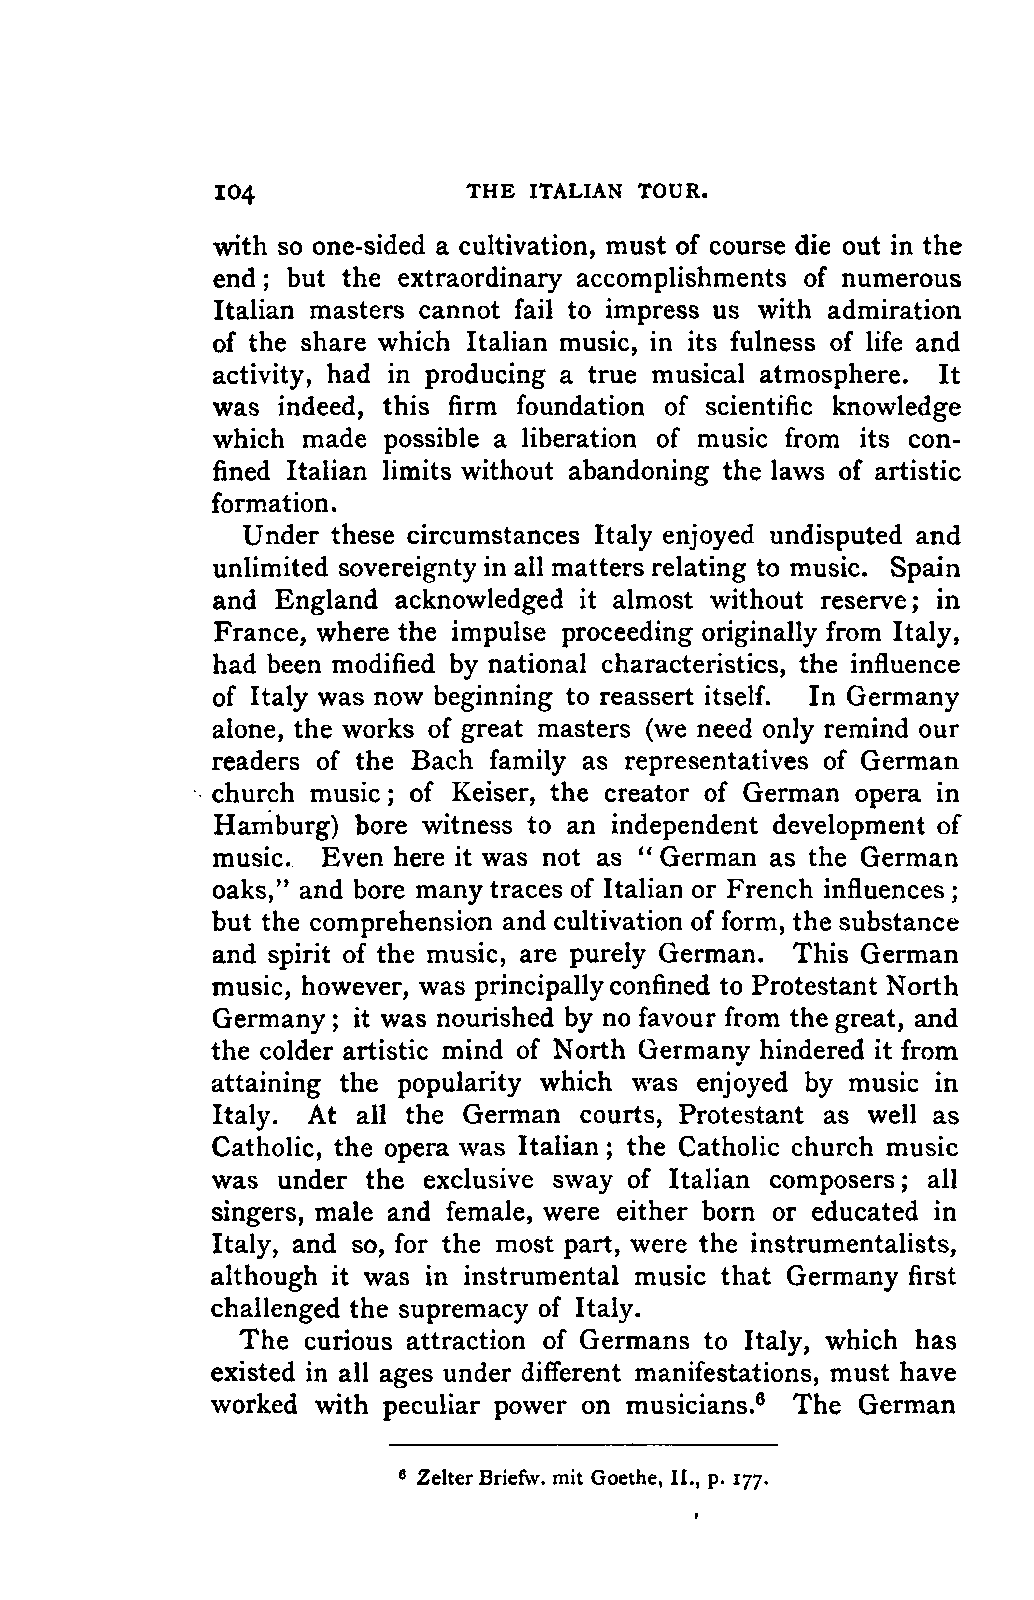 104 THE ITALIAN TOUR.
with so one-sided a cultivation, must of course die out in the
end; but the extraordinary accomplishments of numerous
Italian masters cannot fail to impress us with admiration
of the share which Italian music, in its fulness of life and
activity, had in producing a true musical atmosphere. It
was indeed, this firm foundation of scientific knowledge
which made possible a liberation of music from its con-
fined Italian limits without abandoning the laws of artistic
formation.
Under these circumstances Italy enjoyed undisputed and
unlimited sovereignty in all matters relating to music. Spain
and England acknowledged it almost without reserve; in
France, where the impulse proceeding originally from Italy,
had been modified by national characteristics, the influence
of Italy was now beginning to reassert itself. In Germany
alone, the works of great masters (we need only remind our
readers of the Bach family as representatives of German
church music; of Keiser, the creator of German opera in
Hamburg) bore witness to an independent development of
music. Even here it was not as "German as the German
oaks," and bore many traces of Italian or French influences;
but the comprehension and cultivation of form, the substance
and spirit of the music, are purely German. This German
music, however, was principally confined to Protestant North
Germany; it was nourished by no favour from the great, and
the colder artistic mind of North Germany hindered it from
attaining the popularity which was enjoyed by music in
Italy. At all the German courts, Protestant as well as
Catholic, the opera was Italian; the Catholic church music
was under the exclusive sway of Italian composers; all
singers, male and female, were either born or educated in
Italy, and so, for the most part, were the instrumentalists,
although it was in instrumental music that Germany first
challenged the supremacy of Italy.
The curious attraction of Germans to Italy, which has
existed in all ages under different manifestations, must have
worked with peculiar power on musicians.⁶ The German
⁶ Zelter Briefw. mit Goethe, II., p. 177.